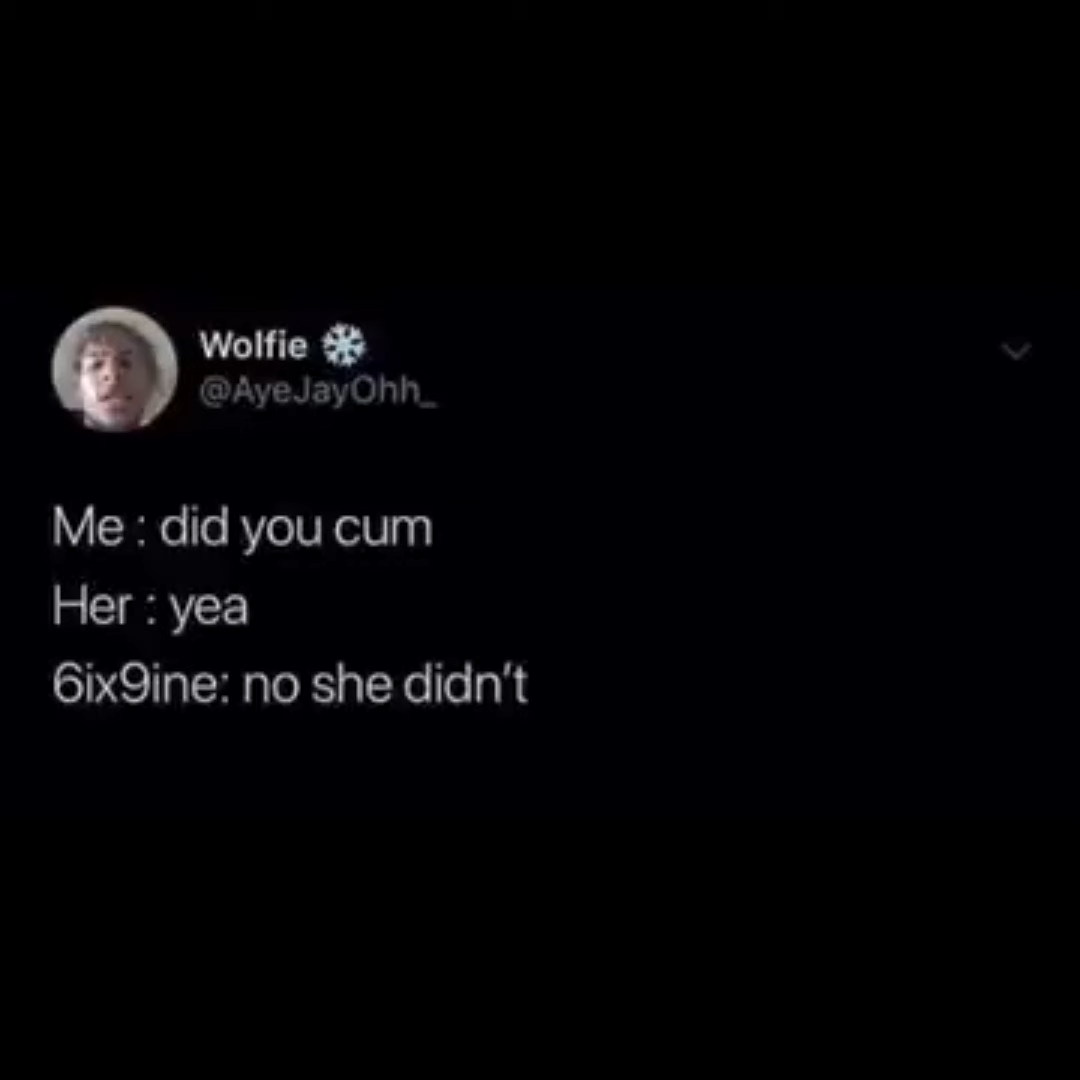 Wolfie ❄️
@AyeJayOhh_
Me : did you cum
Her : yea
6ix9ine: no she didn't